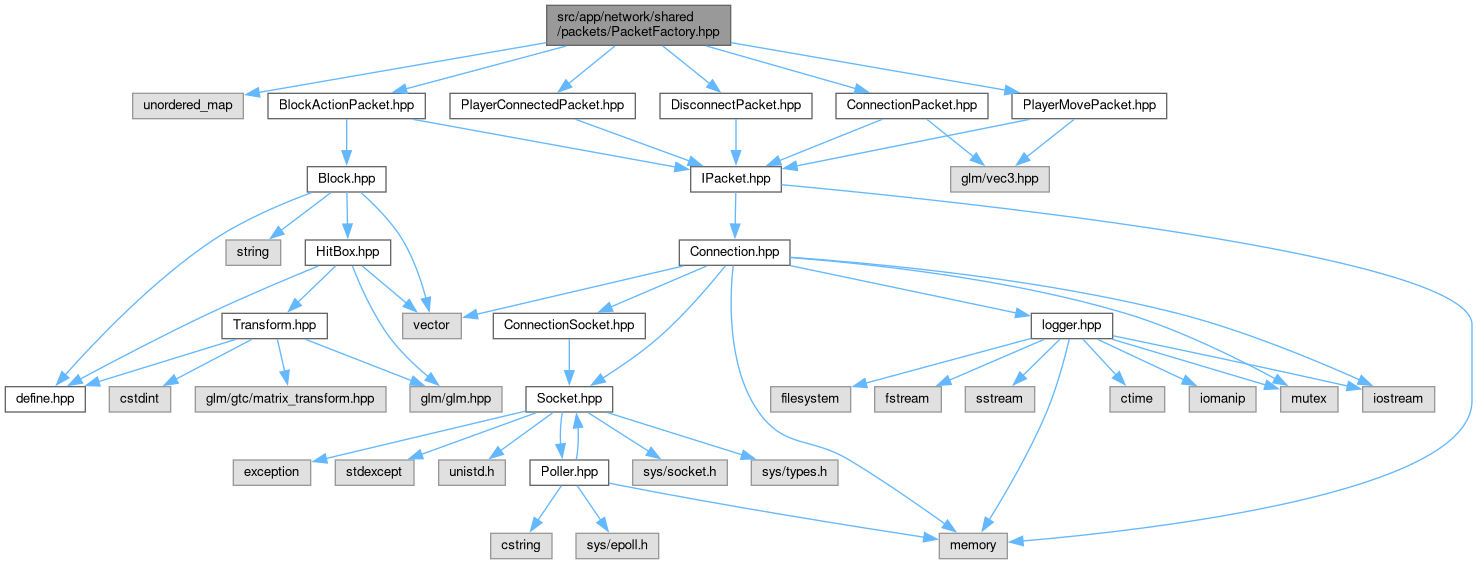 src/app/network/shared
/packets/PacketFactory.hpp
unordered_map
BlockActionPacket.hpp
PlayerConnectedPacket.hpp
DisconnectPacket.hpp
ConnectionPacket.hpp
PlayerMovePacket.hpp
Block.hpp
IPacket.hpp
glm/vec3.hpp
string
HitBox.hpp
Connection.hpp
Transform.hpp
vector
ConnectionSocket.hpp
logger.hpp
define.hpp
cstdint
glm/gtc/matrix_transform.hpp
glm/glm.hpp
Socket.hpp
filesystem
fstream
sstream
ctime
iomanip
mutex
iostream
exception
stdexcept
unistd.h
Poller.hpp
sys/socket.h
sys/types.h
cstring
sys/epoll.h
memory